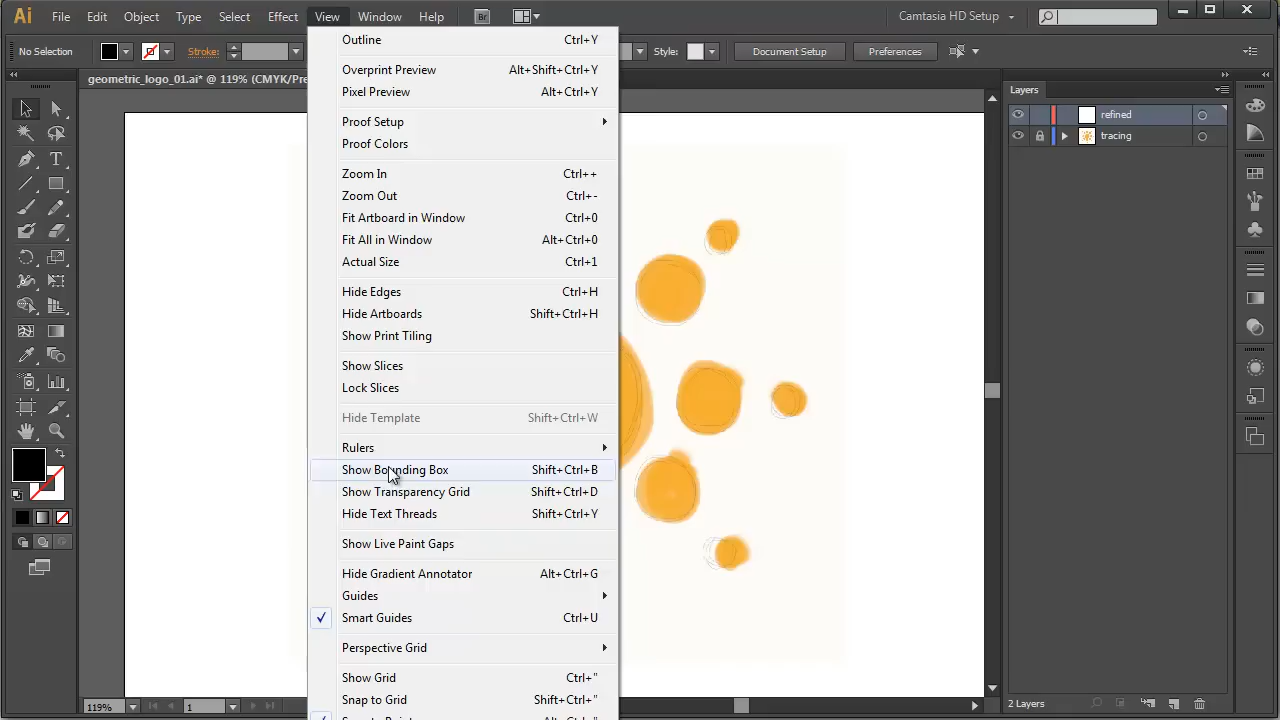 Ai File Edit Object Type Select Effect View Window Help Br Camtasia HD Setup
No Selection Stroke: Style: Document Setup Preferences
geometric_logo_01.ai* @ 119% (CMYK/Pre
Outline Ctrl+Y
Overprint Preview Alt+Shift+Ctrl+Y
Pixel Preview Alt+Ctrl+Y
Proof Setup
Proof Colors
Zoom In Ctrl++
Zoom Out Ctrl+-
Fit Artboard in Window Ctrl+0
Fit All in Window Alt+Ctrl+0
Actual Size Ctrl+1
Hide Edges Ctrl+H
Hide Artboards Shift+Ctrl+H
Show Print Tiling
Show Slices
Lock Slices
Hide Template Shift+Ctrl+W
Rulers
Show Bounding Box Shift+Ctrl+B
Show Transparency Grid Shift+Ctrl+D
Hide Text Threads Shift+Ctrl+Y
Show Live Paint Gaps
Hide Gradient Annotator Alt+Ctrl+G
Guides
Smart Guides Ctrl+U
Perspective Grid
Show Grid Ctrl+"
Snap to Grid Shift+Ctrl+"
Layers
refined
tracing
119% 1
2 Layers